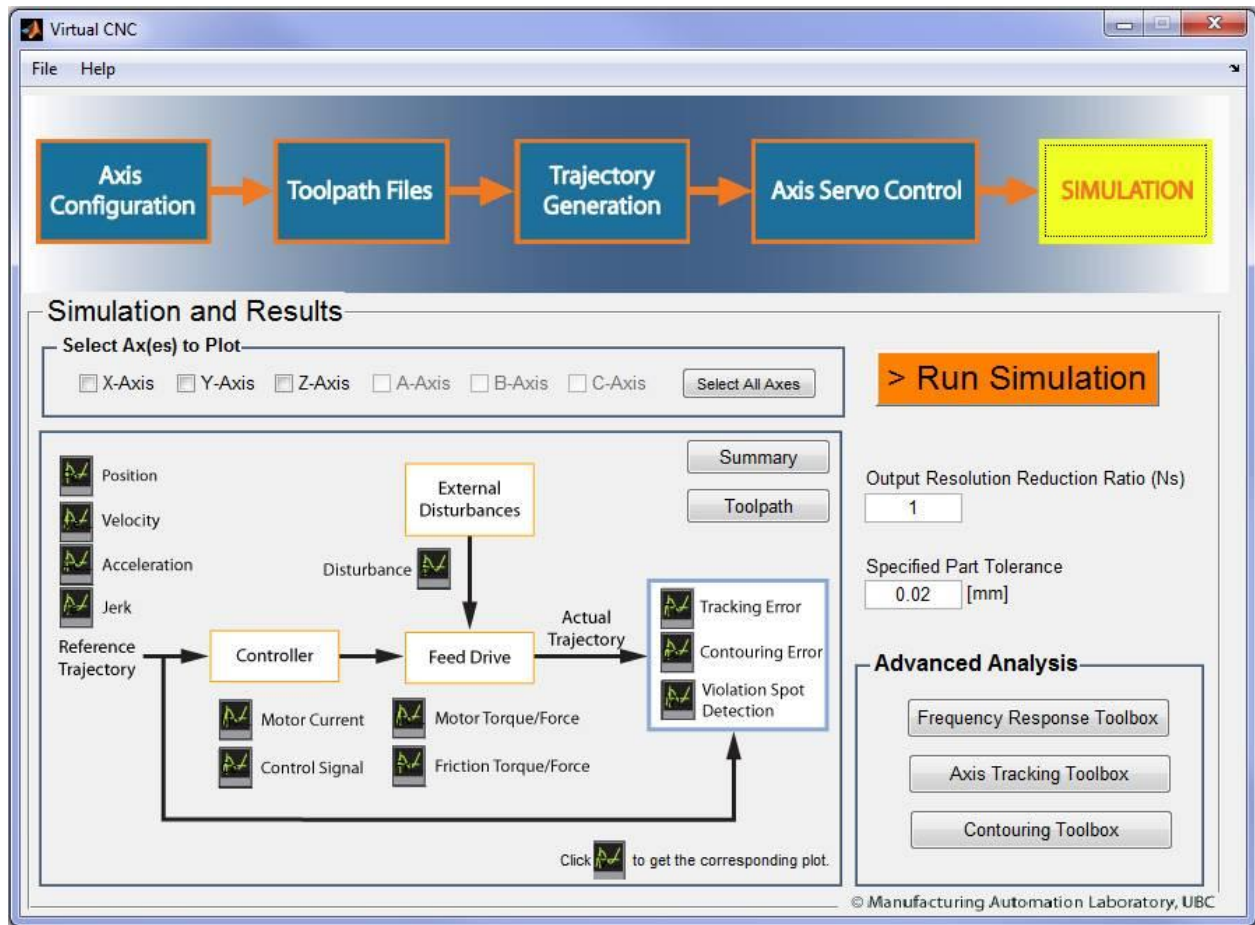 Virtual CNC
File Help
Axis
Configuration
Toolpath Files
Trajectory
Generation
Axis Servo Control
SIMULATION
Simulation and Results
Select Ax(es) to Plot
X-Axis Y-Axis Z-Axis A-Axis B-Axis C-Axis Select All Axes
> Run Simulation
Position
Velocity
Acceleration
Jerk
Reference
Trajectory
External
Disturbances
Disturbance
Controller
Feed Drive
Actual
Trajectory
Motor Current
Control Signal
Motor Torque/Force
Friction Torque/Force
Summary
Toolpath
Tracking Error
Contouring Error
Violation Spot
Detection
Click to get the corresponding plot.
Output Resolution Reduction Ratio (Ns)
1
Specified Part Tolerance
0.02 [mm]
Advanced Analysis
Frequency Response Toolbox
Axis Tracking Toolbox
Contouring Toolbox
© Manufacturing Automation Laboratory, UBC